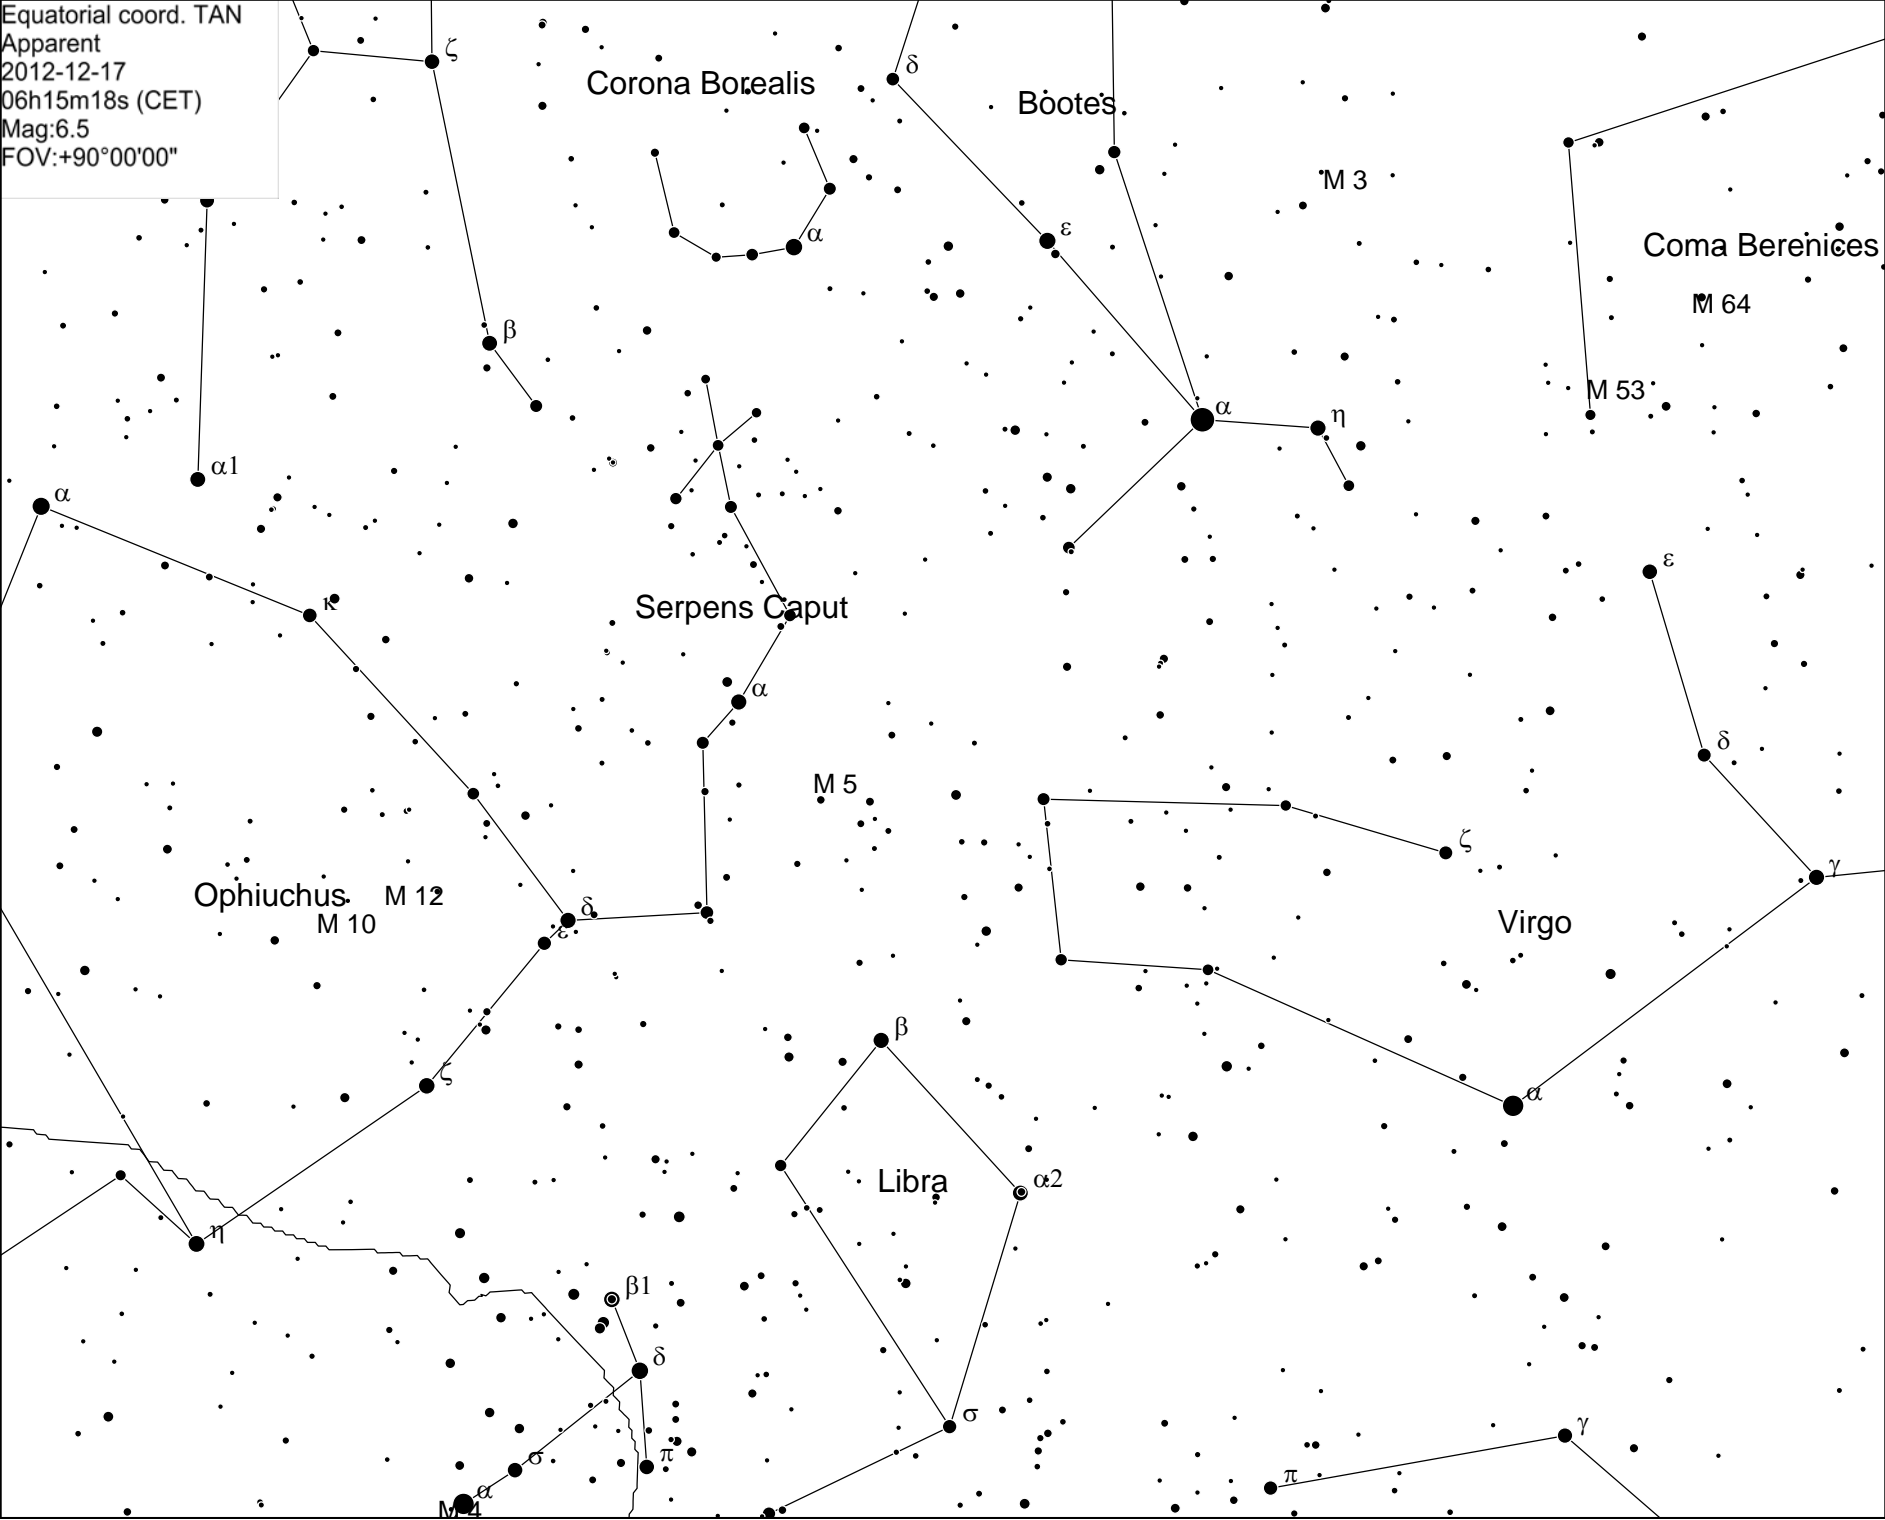 Equatorial coord. TAN
Apparent
2012-12-17
06h15m18s (CET)
Mag:6.5
FOV:+90°00'00"
ζ
δ
Corona Borealis
Bootes
M 3
α
ε
Coma Berenices
M 64
β
M 53
α
η
α1
α
ε
κ
Serpens Caput
α
δ
M 5
ζ
γ
Ophiuchus
M 12
M 10
δ
ε
Virgo
β
ζ
α
Libra
α2
η
β1
δ
σ
γ
σ
π
π
α
M 4